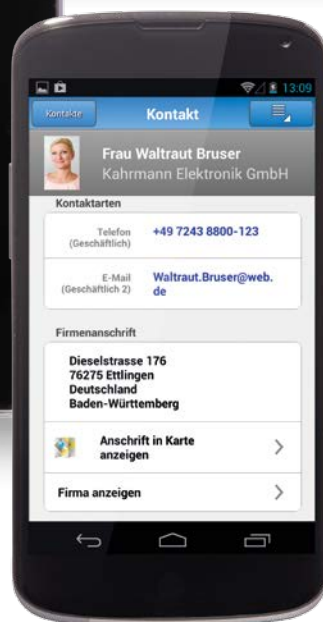 13:09
Kontakte
Kontakt
Frau Waltraut Bruser
Kahrmann Elektronik GmbH
Kontaktarten
Telefon
(Geschäftlich)
+49 7243 8800-123
E-Mail
(Geschäftlich 2)
Waltraut.Bruser@web.
de
Firmenanschrift
Dieselstrasse 176
76275 Ettlingen
Deutschland
Baden-Württemberg
Anschrift in Karte
anzeigen
Firma anzeigen